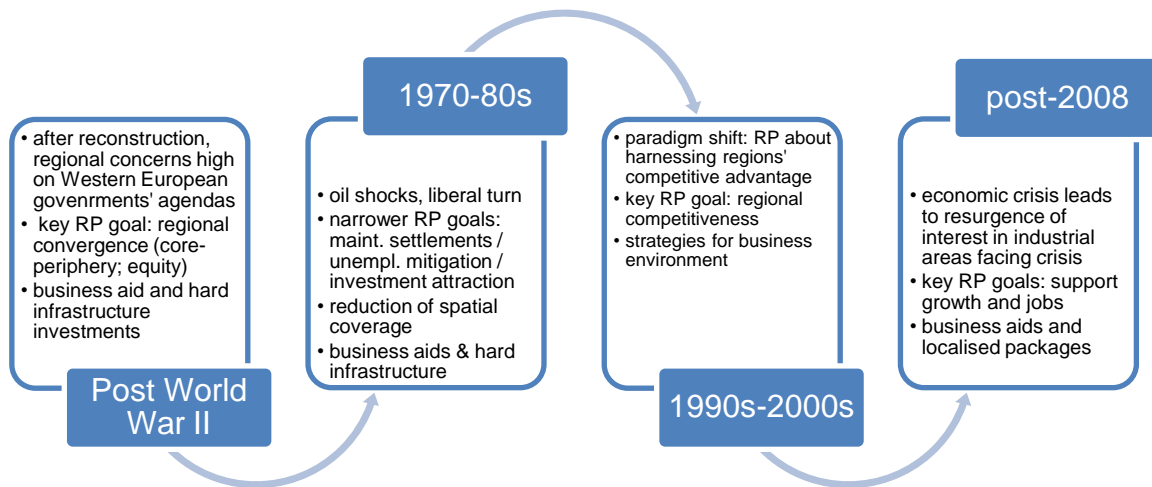 • after reconstruction,
regional concerns high
on Western European
govenrments' agendas
• key RP goal: regional
convergence (core-
periphery; equity)
• business aid and hard
infrastructure
investments
Post World
War II
1970-80s
• oil shocks, liberal turn
• narrower RP goals:
maint. settlements /
unempl. mitigation /
investment attraction
• reduction of spatial
coverage
• business aids & hard
infrastructure
• paradigm shift: RP about
harnessing regions'
competitive advantage
• key RP goal: regional
competitiveness
• strategies for business
environment
1990s-2000s
post-2008
• economic crisis leads
to resurgence of
interest in industrial
areas facing crisis
• key RP goals: support
growth and jobs
• business aids and
localised packages